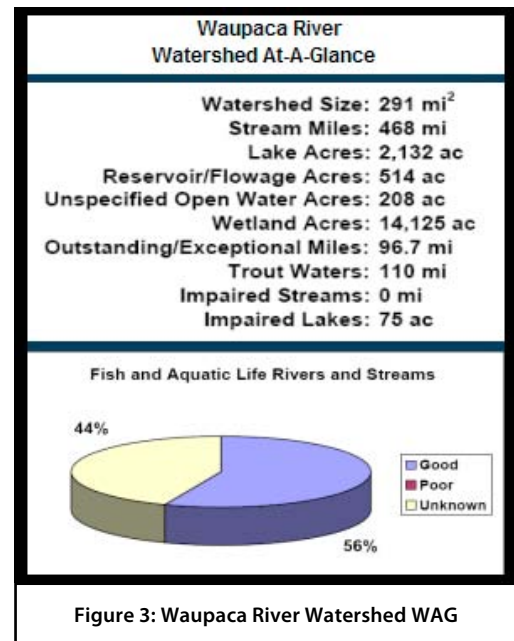 Waupaca River
Watershed At-A-Glance
Watershed Size: 291 mi²
Stream Miles: 468 mi
Lake Acres: 2,132 ac
Reservoir/Flowage Acres: 514 ac
Unspecified Open Water Acres: 208 ac
Wetland Acres: 14,125 ac
Outstanding/Exceptional Miles: 96.7 mi
Trout Waters: 110 mi
Impaired Streams: 0 mi
Impaired Lakes: 75 ac
Fish and Aquatic Life Rivers and Streams
44%
Good
Poor
Unknown
56%
Figure 3: Waupaca River Watershed WAG